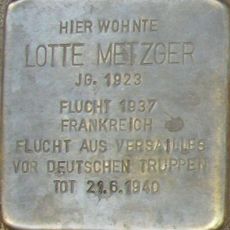 HIER WOHNTE
LOTTE METZGER
JG. 1923
FLUCHT 1937
FRANKREICH
FLUCHT AUS VERSAILLES
VOR DEUTSCHEN TRUPPEN
TOT 21.6.1940